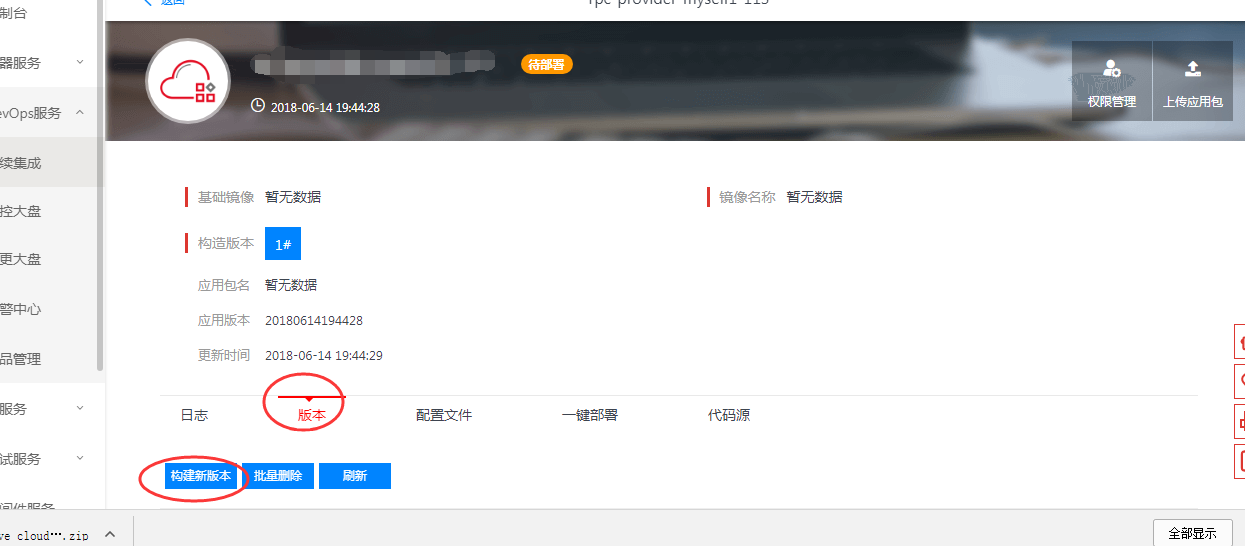 制台
返回
rpc-provider-myself1-115
器服务
evOps服务
续集成
控大盘
更大盘
警中心
品管理
服务
试服务
间件服务
待部署
2018-06-14 19:44:28
权限管理
上传应用包
基础镜像 暂无数据
镜像名称 暂无数据
构造版本 1#
应用包名 暂无数据
应用版本 20180614194428
更新时间 2018-06-14 19:44:29
日志 版本 配置文件 一键部署 代码源
构建新版本 批量删除 刷新
ve cloud….zip
全部显示